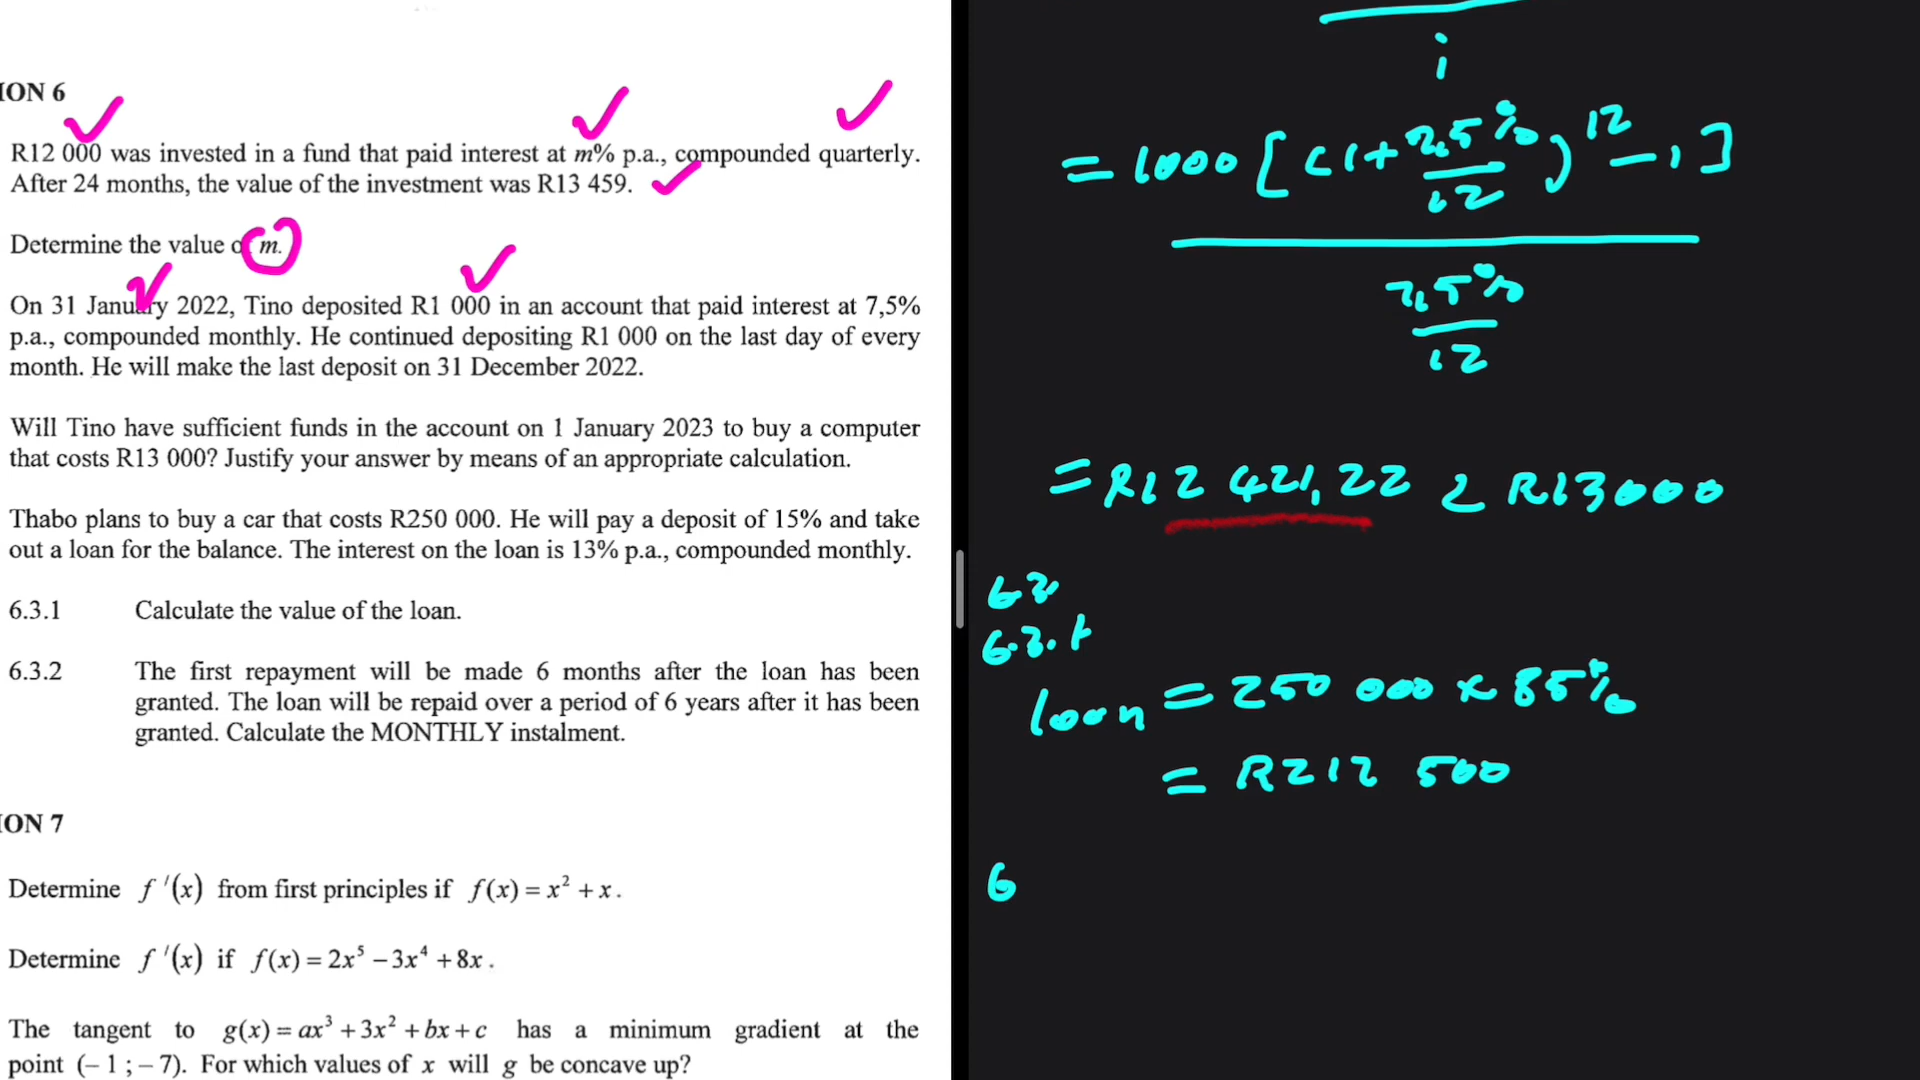 ION 6
R12 000 was invested in a fund that paid interest at m% p.a., compounded quarterly.
After 24 months, the value of the investment was R13 459.
Determine the value of m.
On 31 January 2022, Tino deposited R1 000 in an account that paid interest at 7,5%
p.a., compounded monthly. He continued depositing R1 000 on the last day of every
month. He will make the last deposit on 31 December 2022.
Will Tino have sufficient funds in the account on 1 January 2023 to buy a computer
that costs R13 000? Justify your answer by means of an appropriate calculation.
Thabo plans to buy a car that costs R250 000. He will pay a deposit of 15% and take
out a loan for the balance. The interest on the loan is 13% p.a., compounded monthly.
6.3.1 Calculate the value of the loan.
6.3.2 The first repayment will be made 6 months after the loan has been
granted. The loan will be repaid over a period of 6 years after it has been
granted. Calculate the MONTHLY instalment.
ION 7
Determine f ′(x) from first principles if f(x) = x² + x.
Determine f ′(x) if f(x) = 2x⁵ − 3x⁴ + 8x.
The tangent to g(x) = ax³ + 3x² + bx + c has a minimum gradient at the
point (−1 ; −7). For which values of x will g be concave up?
i
= 1000 [ (1 + 7,5%
12 )¹² − 1 ]
7,5%
12
= R12 421,22 < R13000
6.3
6.3.1
loan = 250 000 × 85%
= R212 500
6